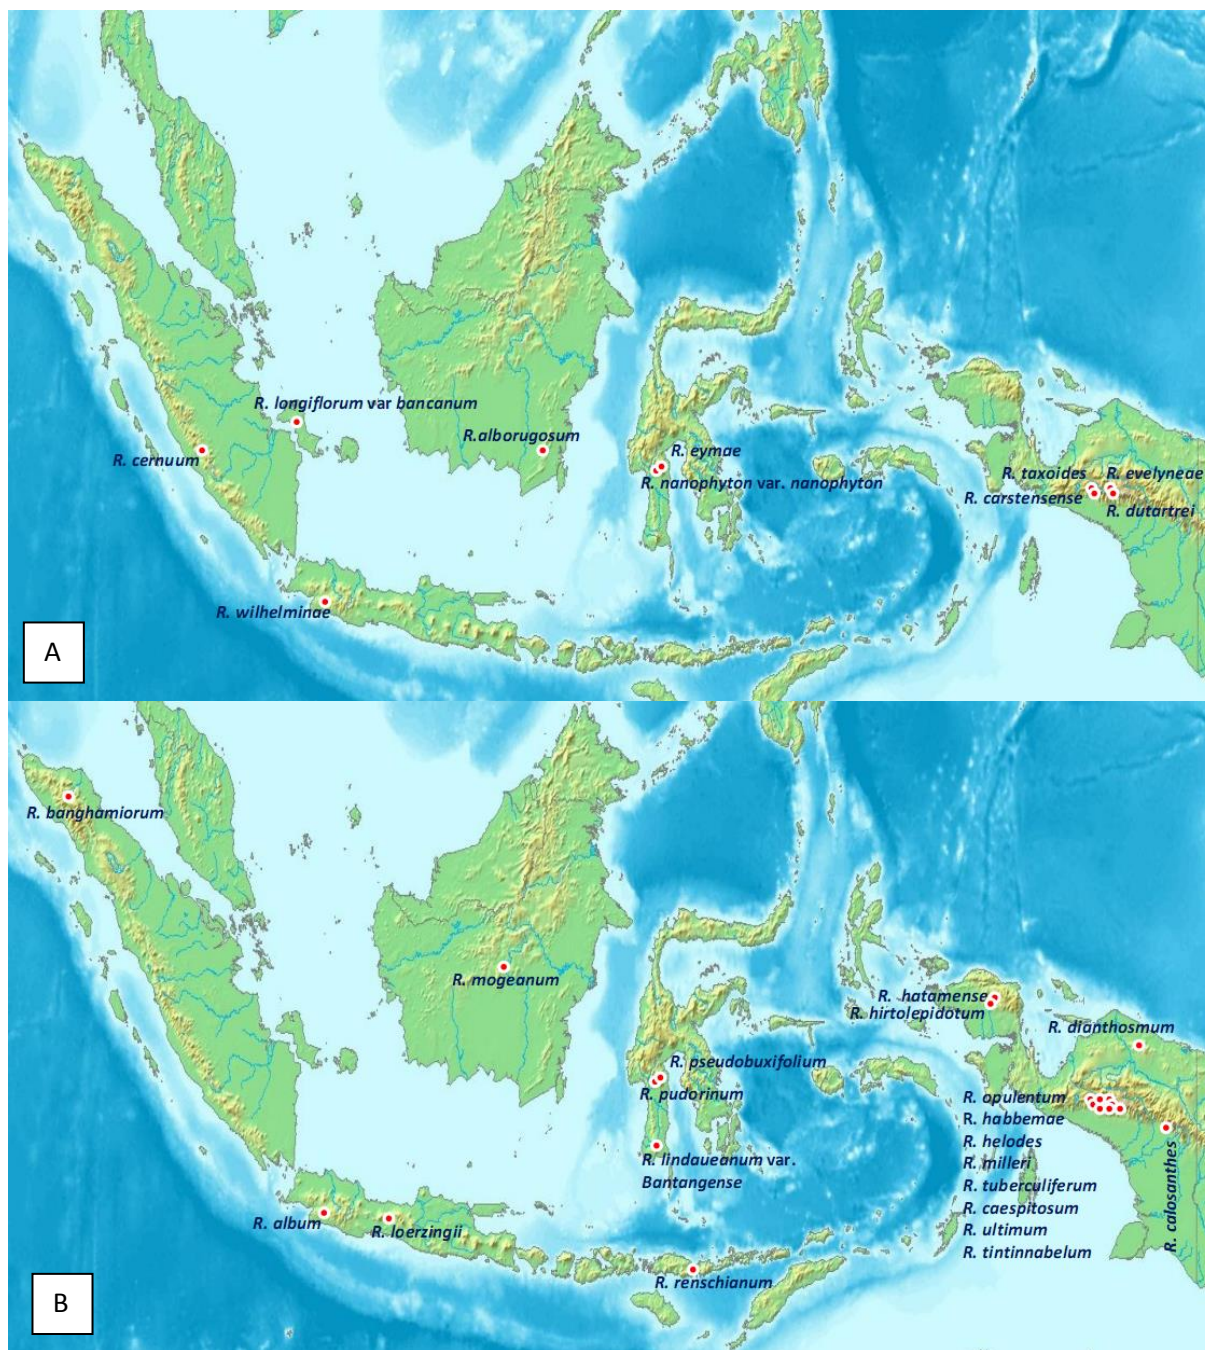 R. longiflorum var bancanum
R.alborugosum
R. cernuum
R. eymae
R. nanophyton var. nanophyton
R. taxoides
R. evelyneae
R. carstensense
R. dutartrei
R. wilhelminae
A
R. banghamiorum
R. mogeanum
R. hatamense
R. hirtolepidotum
R. dianthosmum
R. pseudobuxifolium
R. pudorinum
R. opulentum
R. habbemae
R. helodes
R. milleri
R. tuberculiferum
R. caespitosum
R. ultimum
R. tintinnabelum
R. calosanthes
R. lindaueanum var.
Bantangense
R. album
R. loerzingii
R. renschianum
B